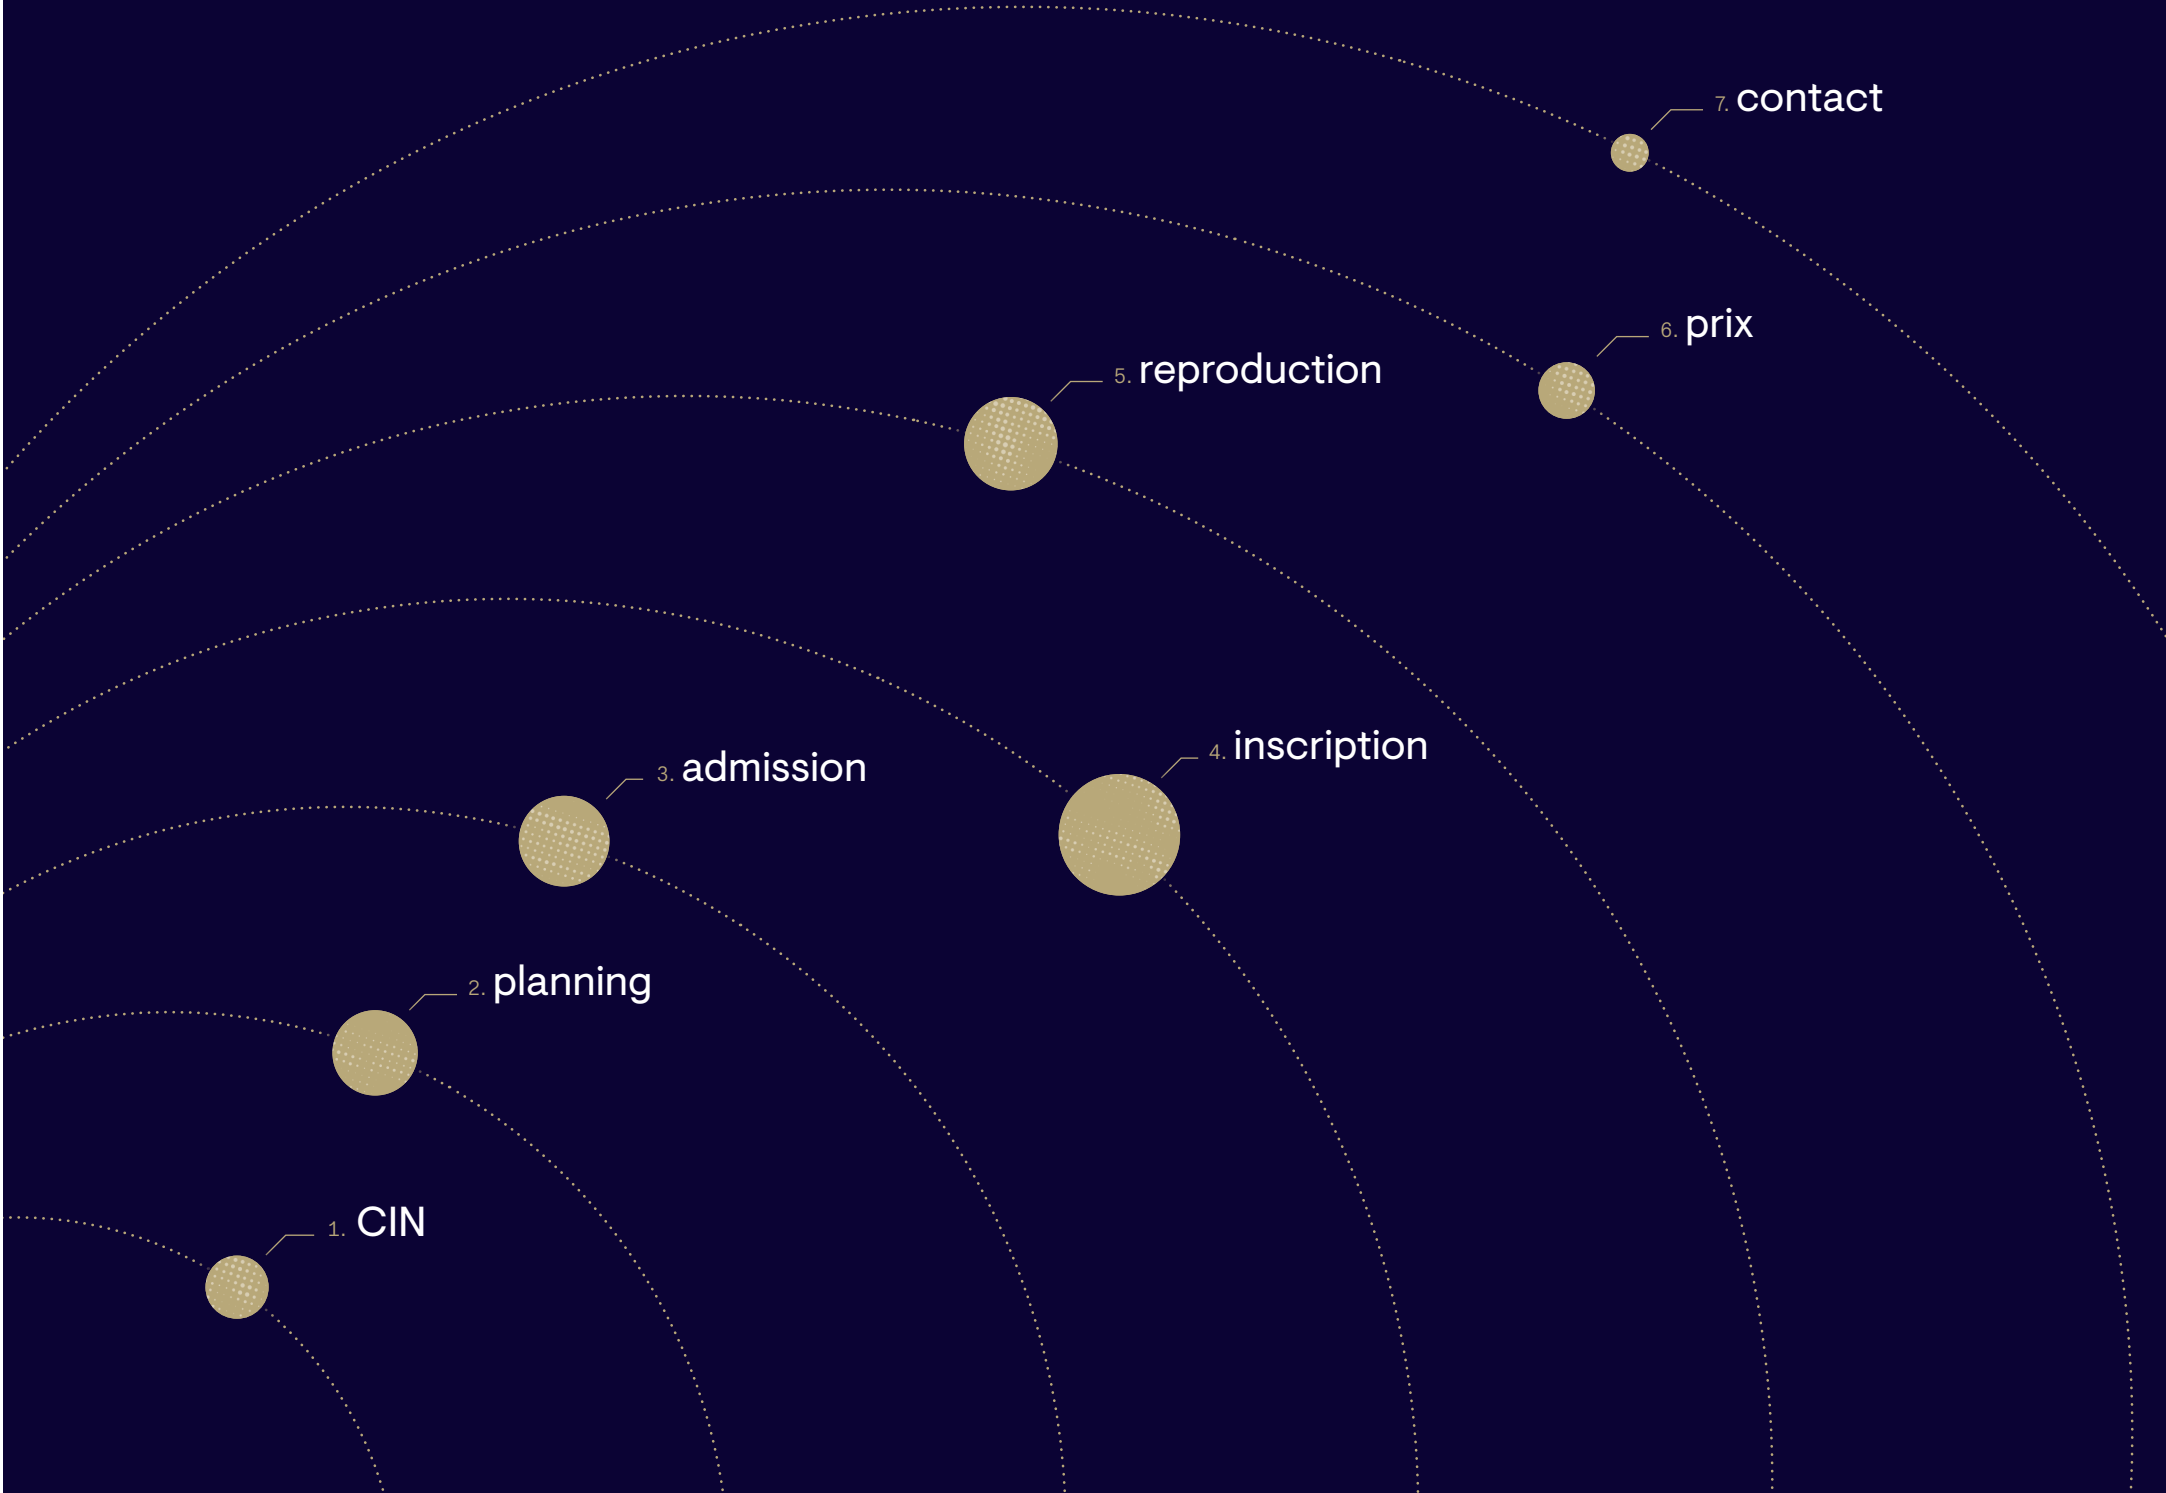 7. contact
6. prix
5. reproduction
4. inscription
3. admission
2. planning
1. CIN